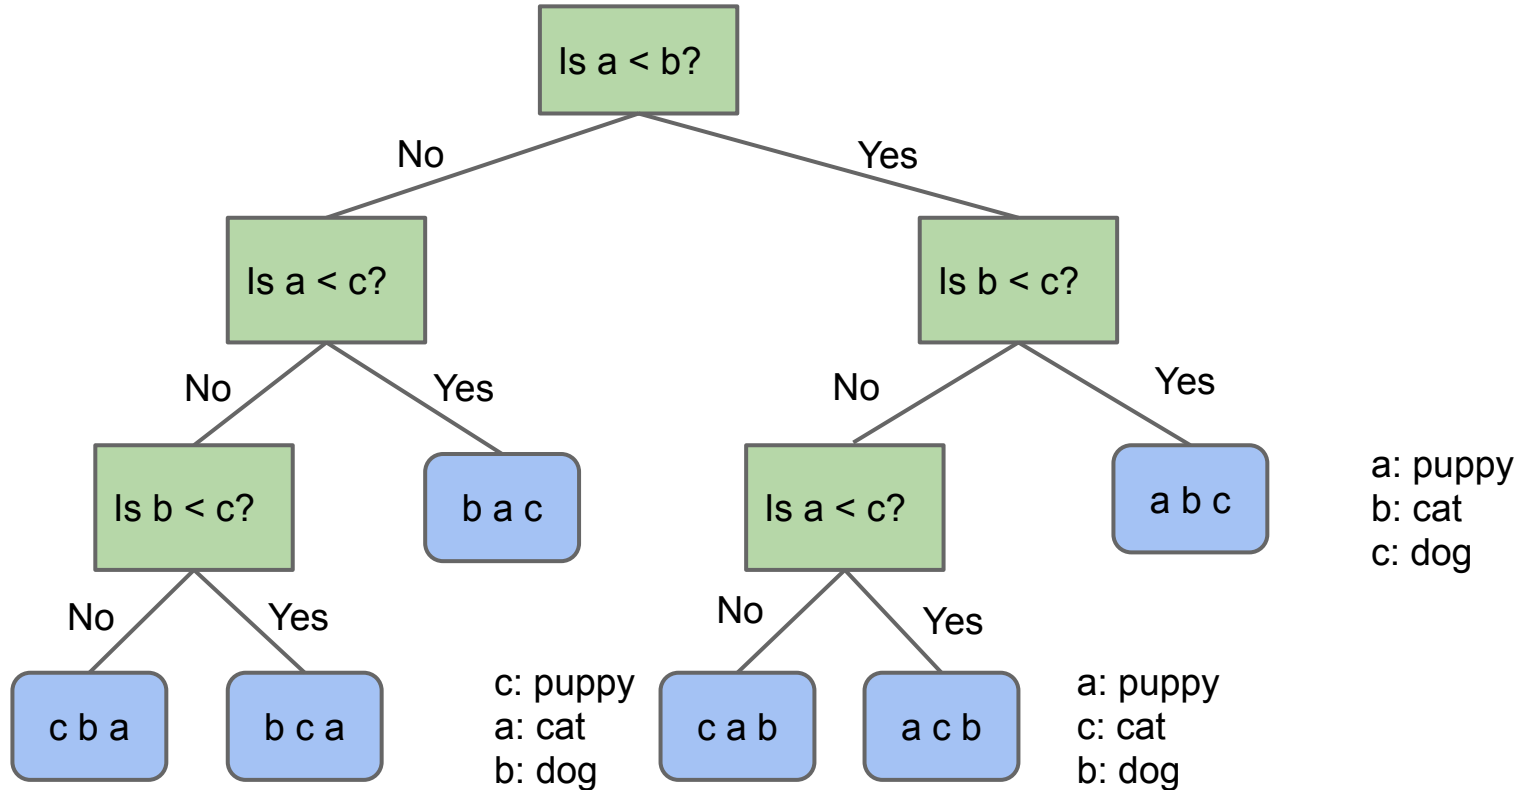 Is a < b?
No
Yes
Is a < c?
Is b < c?
No
Yes
No
Yes
Is b < c?
b a c
Is a < c?
a b c
a: puppy
b: cat
c: dog
No
Yes
No
Yes
c b a
b c a
c: puppy
a: cat
b: dog
c a b
a c b
a: puppy
c: cat
b: dog